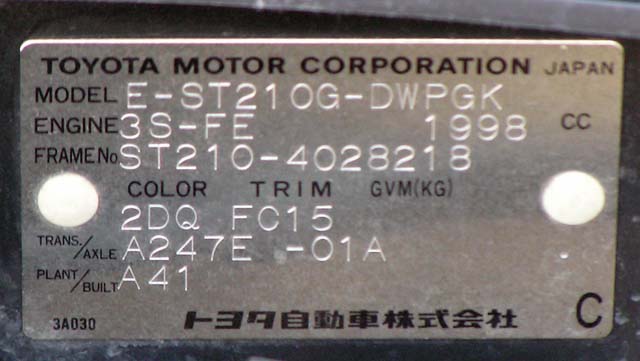 TOYOTA MOTOR CORPORATION JAPAN
MODEL E-ST210G-DWPGK
ENGINE 3S-FE 1998 CC
FRAME No ST210-4028218
COLOR TRIM GVM(KG)
2DQ FC15
TRANS./AXLE A247E -01A
PLANT/BUILT A41
3A030 トヨタ自動車株式会社 C